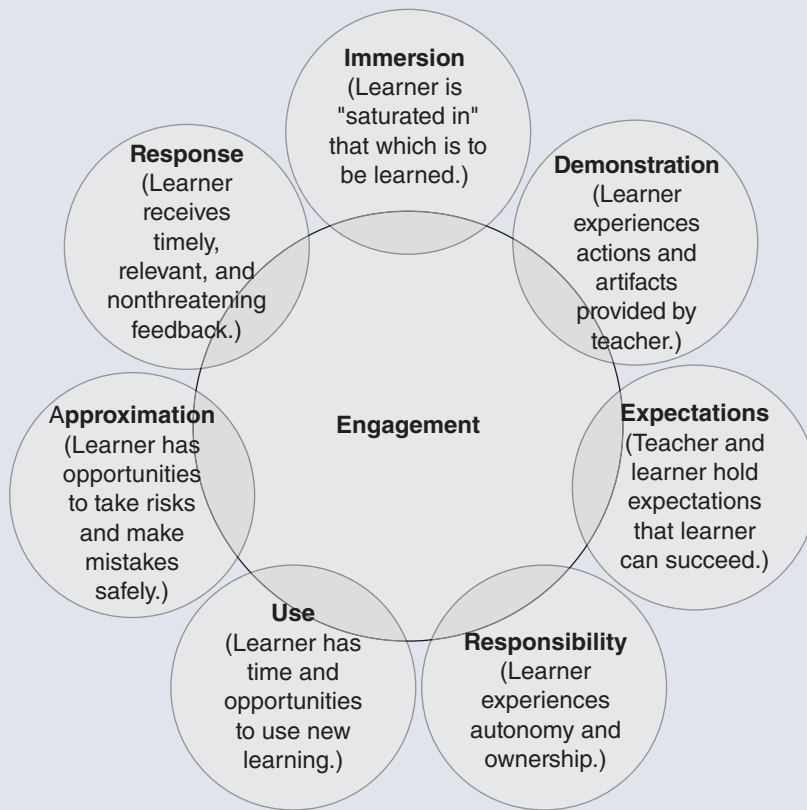 Immersion
(Learner is
"saturated in"
that which is to
be learned.)
Demonstration
(Learner
experiences
actions and
artifacts
provided by
teacher.)
Expectations
(Teacher and
learner hold
expectations
that learner
can succeed.)
Responsibility
(Learner
experiences
autonomy and
ownership.)
Use
(Learner has
time and
opportunities
to use new
learning.)
Approximation
(Learner has
opportunities
to take risks
and make
mistakes
safely.)
Response
(Learner
receives
timely,
relevant, and
nonthreatening
feedback.)
Engagement